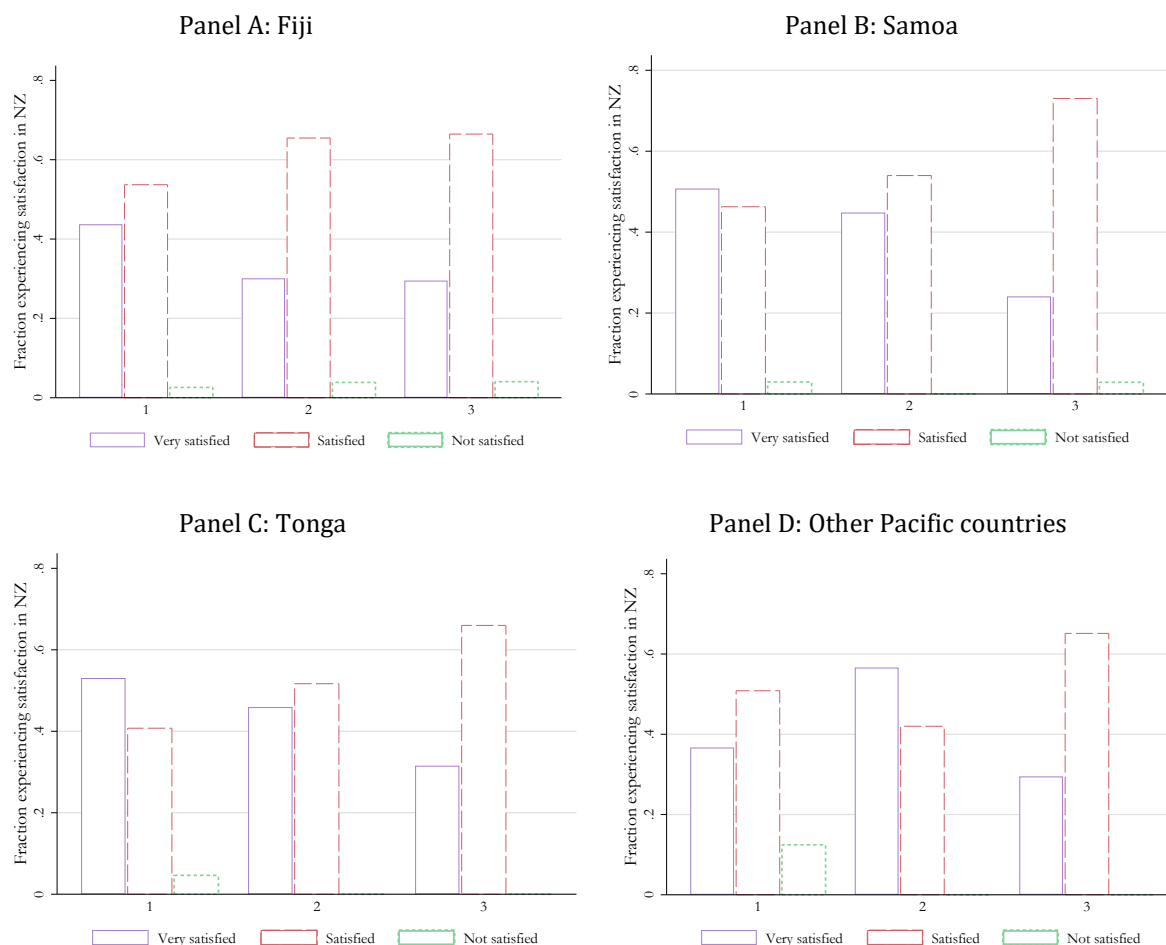 Panel A: Fiji
Fraction experiencing satisfaction in NZ
.8
.6
.4
.2
0
1 2 3
Very satisfied Satisfied Not satisfied
Panel B: Samoa
Fraction experiencing satisfaction in NZ
.8
.6
.4
.2
0
1 2 3
Very satisfied Satisfied Not satisfied
Panel C: Tonga
Fraction experiencing satisfaction in NZ
.8
.6
.4
.2
0
1 2 3
Very satisfied Satisfied Not satisfied
Panel D: Other Pacific countries
Fraction experiencing satisfaction in NZ
.8
.6
.4
.2
0
1 2 3
Very satisfied Satisfied Not satisfied